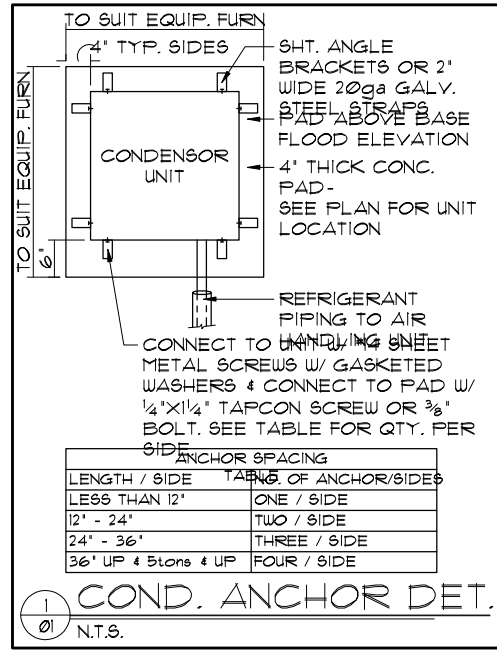 TO SUIT EQUIP. FURN
4" TYP. SIDES
TO SUIT EQUIP. FURN
6"
CONDENSOR
UNIT
SHT. ANGLE
BRACKETS OR 2"
WIDE 20ga GALV.
STEEL STRAPS
PAD ABOVE BASE
FLOOD ELEVATION
4" THICK CONC.
PAD-
SEE PLAN FOR UNIT
LOCATION
REFRIGERANT
PIPING TO AIR
HANDLING UNIT
CONNECT TO UNIT W/ #14 SHEET
METAL SCREWS W/ GASKETED
WASHERS & CONNECT TO PAD W/
1/4"X1 1/4" TAPCON SCREW OR 3/8"
BOLT. SEE TABLE FOR QTY. PER
SIDE
ANCHOR SPACING
TABLE
LENGTH / SIDE NO. OF ANCHOR/SIDES
LESS THAN 12" ONE / SIDE
12" - 24" TWO / SIDE
24" - 36" THREE / SIDE
36" UP & 5tons & UP FOUR / SIDE
1
01
COND. ANCHOR DET.
N.T.S.